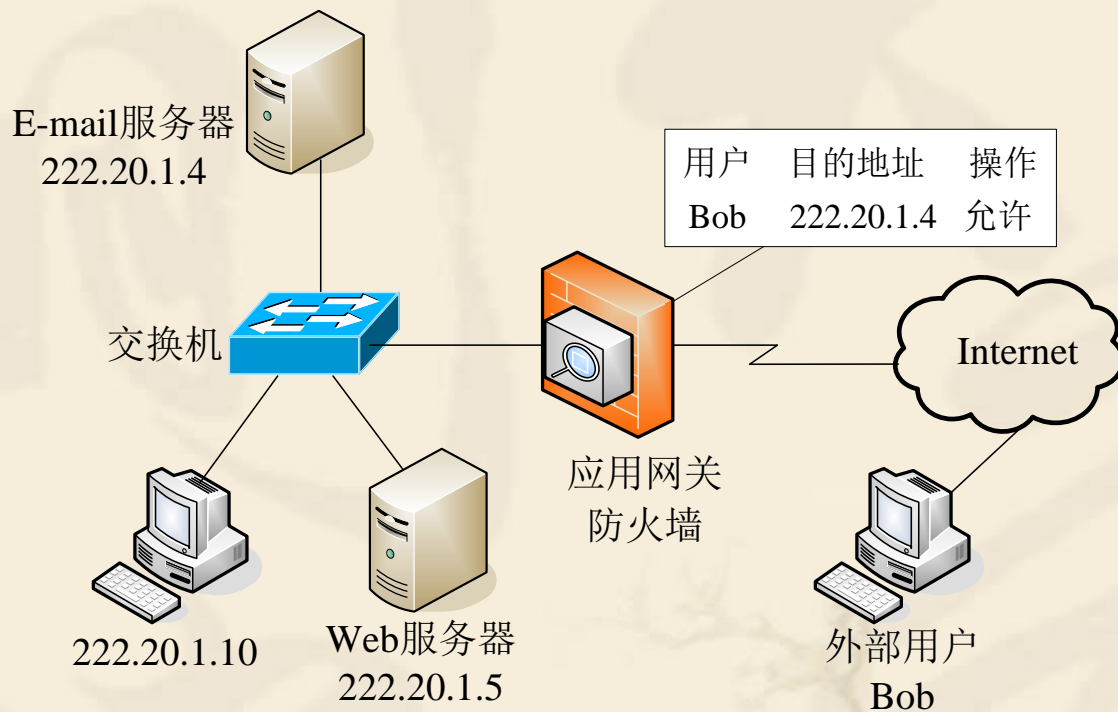 E-mail服务器
222.20.1.4
用户 目的地址 操作
Bob 222.20.1.4 允许
交换机
Internet
应用网关
防火墙
222.20.1.10
Web服务器
222.20.1.5
外部用户
Bob